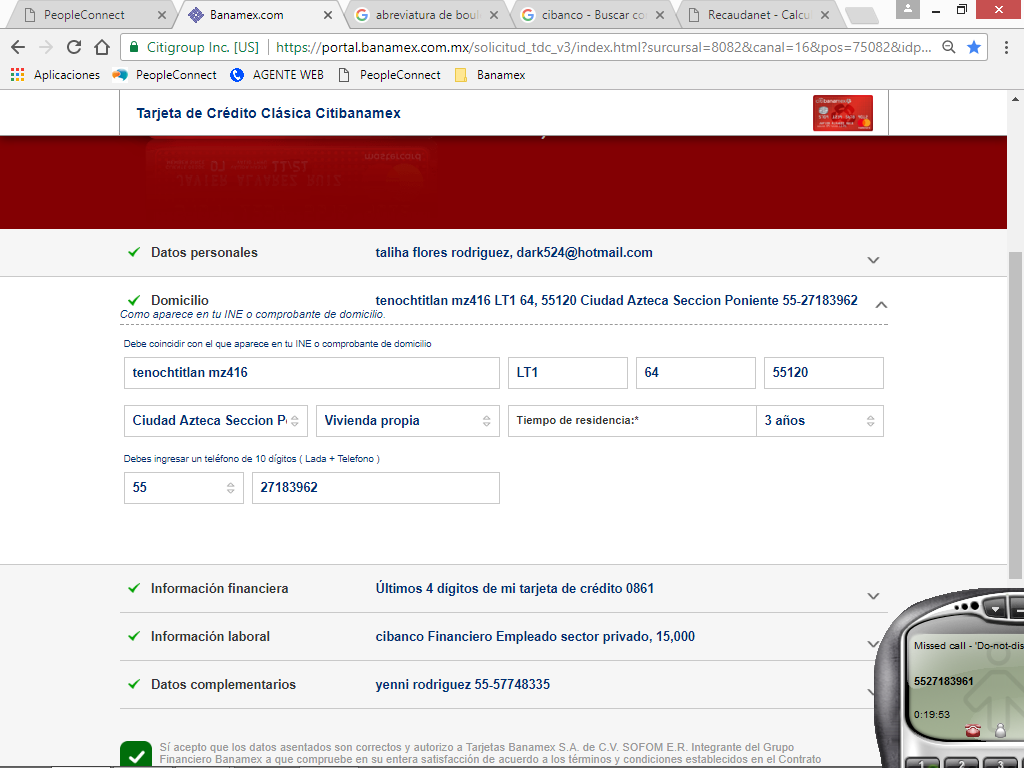 PeopleConnect
Banamex.com
abreviatura de boul
cibanco - Buscar co
Recaudanet - Calcu
Citigroup Inc. [US]
https://portal.banamex.com.mx/solicitud_tdc_v3/index.html?sursucal=8082&canal=16&pos=75082&idp...
Aplicaciones
PeopleConnect
AGENTE WEB
PeopleConnect
Banamex
Tarjeta de Crédito Clásica Citibanamex
Datos personales
taliha flores rodriguez, dark524@hotmail.com
Domicilio
tenochtitlan mz416 LT1 64, 55120 Ciudad Azteca Seccion Poniente 55-27183962
Como aparece en tu INE o comprobante de domicilio.
Debe coincidir con el que aparece en tu INE o comprobante de domicilio
tenochtitlan mz416
LT1
64
55120
Ciudad Azteca Seccion P
Vivienda propia
Tiempo de residencia:*
3 años
Debes ingresar un teléfono de 10 dígitos ( Lada + Telefono )
55
27183962
Información financiera
Últimos 4 dígitos de mi tarjeta de crédito 0861
Información laboral
cibanco Financiero Empleado sector privado, 15,000
Datos complementarios
yenni rodriguez 55-57748335
Missed call - 'Do-not-dis
5527183961
0:19:53
1 2 3
Sí acepto que los datos asentados son correctos y autorizo a Tarjetas Banamex S.A. de C.V. SOFOM E.R. Integrante del Grupo
Financiero Banamex a que compruebe en su entera satisfacción de acuerdo a los términos y condiciones establecidos en el Contrato